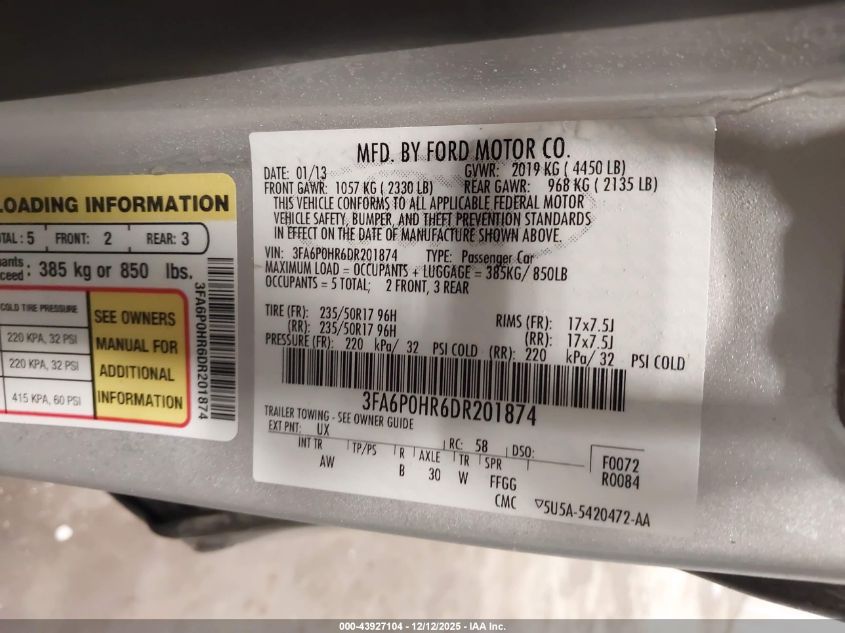 LOADING INFORMATION
TOTAL: 5 FRONT: 2 REAR: 3
385 kg or 850 lbs.
COLD TIRE PRESSURE
220 KPA, 32 PSI
220 KPA, 32 PSI
415 KPA, 60 PSI
SEE OWNERS
MANUAL FOR
ADDITIONAL
INFORMATION
3FA6P0HR6DR201874
MFD. BY FORD MOTOR CO.
DATE: 01/13 GVWR: 2019 KG ( 4450 LB)
FRONT GAWR: 1057 KG ( 2330 LB) REAR GAWR: 968 KG ( 2135 LB)
THIS VEHICLE CONFORMS TO ALL APPLICABLE FEDERAL MOTOR
VEHICLE SAFETY, BUMPER, AND THEFT PREVENTION STANDARDS
IN EFFECT ON THE DATE OF MANUFACTURE SHOWN ABOVE.
VIN: 3FA6P0HR6DR201874 TYPE: Passenger Car
MAXIMUM LOAD = OCCUPANTS + LUGGAGE = 385KG/ 850LB
OCCUPANTS = 5 TOTAL; 2 FRONT, 3 REAR
TIRE (FR): 235/50R17 96H RIMS (FR): 17x7.5J
(RR): 235/50R17 96H (RR): 17x7.5J
PRESSURE (FR): 220 kPa/ 32 PSI COLD (RR): 220 kPa/ 32 PSI COLD
3FA6P0HR6DR201874
TRAILER TOWING - SEE OWNER GUIDE
EXT PNT: UX RC: 58 DSO:
INT TR TP/PS R AXLE TR SPR F0072
AW B 30 W FFGG R0084
CMC ▽5U5A-5420472-AA
000-43927104 - 12/12/2025 - IAA Inc.